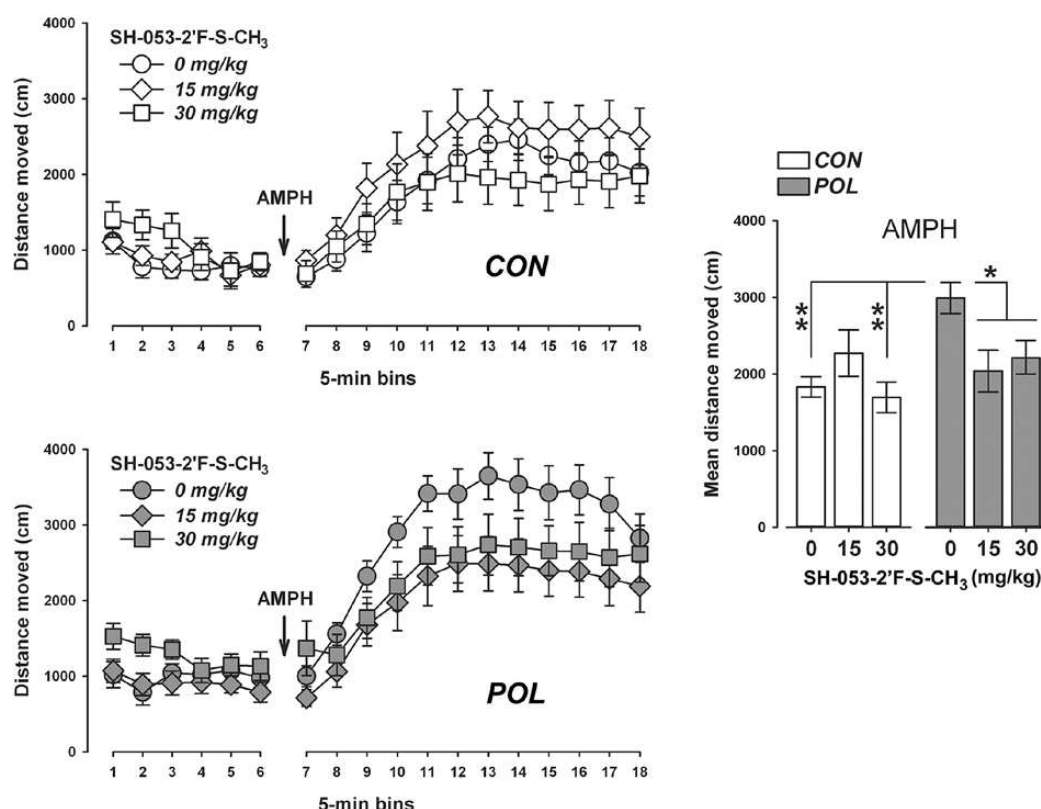 4000
3000
2000
1000
0
Distance moved (cm)
SH-053-2'F-S-CH₃
0 mg/kg
15 mg/kg
30 mg/kg
AMPH
CON
1 2 3 4 5 6 7 8 9 10 11 12 13 14 15 16 17 18
5-min bins
4000
3000
2000
1000
0
Distance moved (cm)
SH-053-2'F-S-CH₃
0 mg/kg
15 mg/kg
30 mg/kg
AMPH
POL
1 2 3 4 5 6 7 8 9 10 11 12 13 14 15 16 17 18
5-min bins
CON
POL
4000
3000
2000
1000
0
Mean distance moved (cm)
AMPH
** ** *
0 15 30 0 15 30
SH-053-2'F-S-CH₃ (mg/kg)